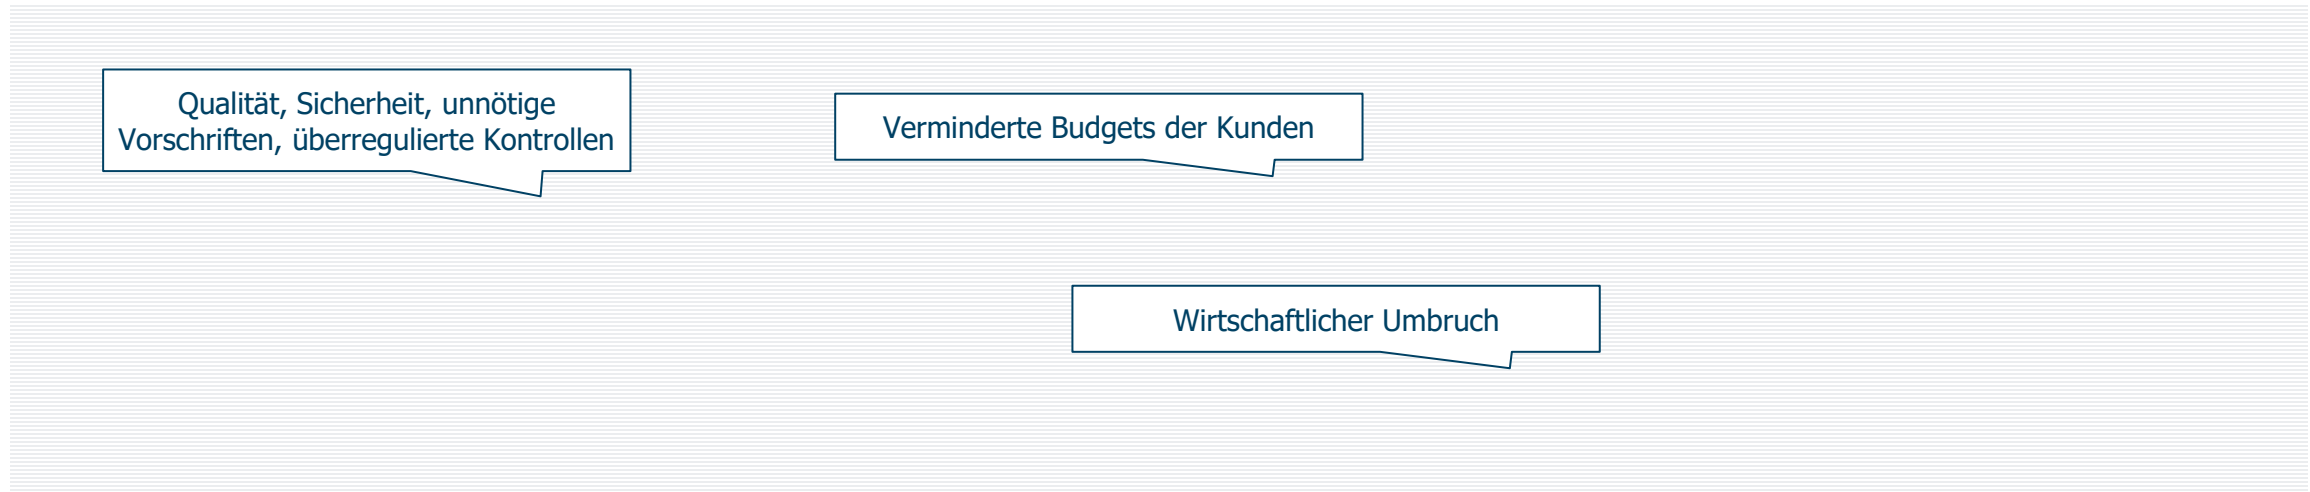 Qualität, Sicherheit, unnötige
Vorschriften, überregulierte Kontrollen
Verminderte Budgets der Kunden
Wirtschaftlicher Umbruch